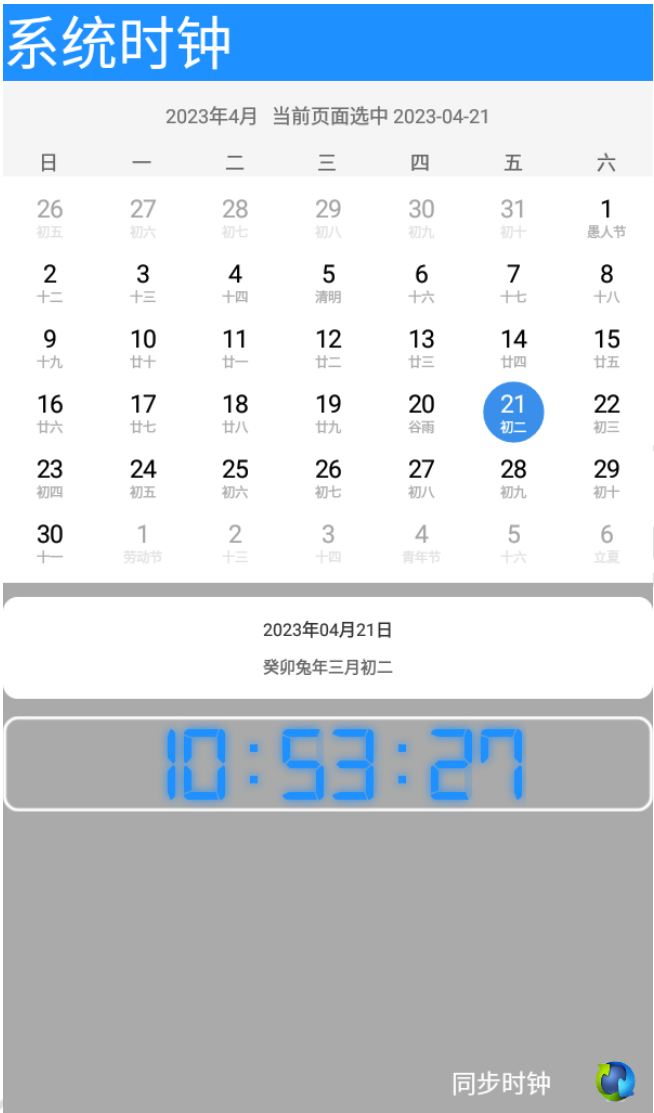 系统时钟
2023年4月 当前页面选中 2023-04-21
日 一 二 三 四 五 六
26 27 28 29 30 31 1
初五 初六 初七 初八 初九 初十 愚人节
2 3 4 5 6 7 8
十二 十三 十四 清明 十六 十七 十八
9 10 11 12 13 14 15
十九 廿十 廿一 廿二 廿三 廿四 廿五
16 17 18 19 20 21 22
廿六 廿七 廿八 廿九 谷雨 初二 初三
23 24 25 26 27 28 29
初四 初五 初六 初七 初八 初九 初十
30 1 2 3 4 5 6
十一 劳动节 十三 十四 青年节 十六 立夏
2023年04月21日
癸卯兔年三月初二
10:53:27
同步时钟